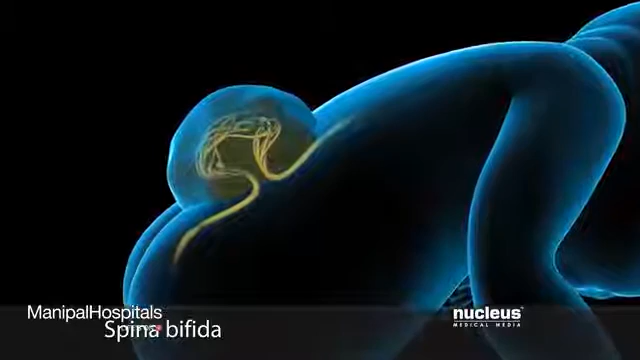 ManipalHospitals
Spina bifida
nucleus
MEDICAL MEDIA